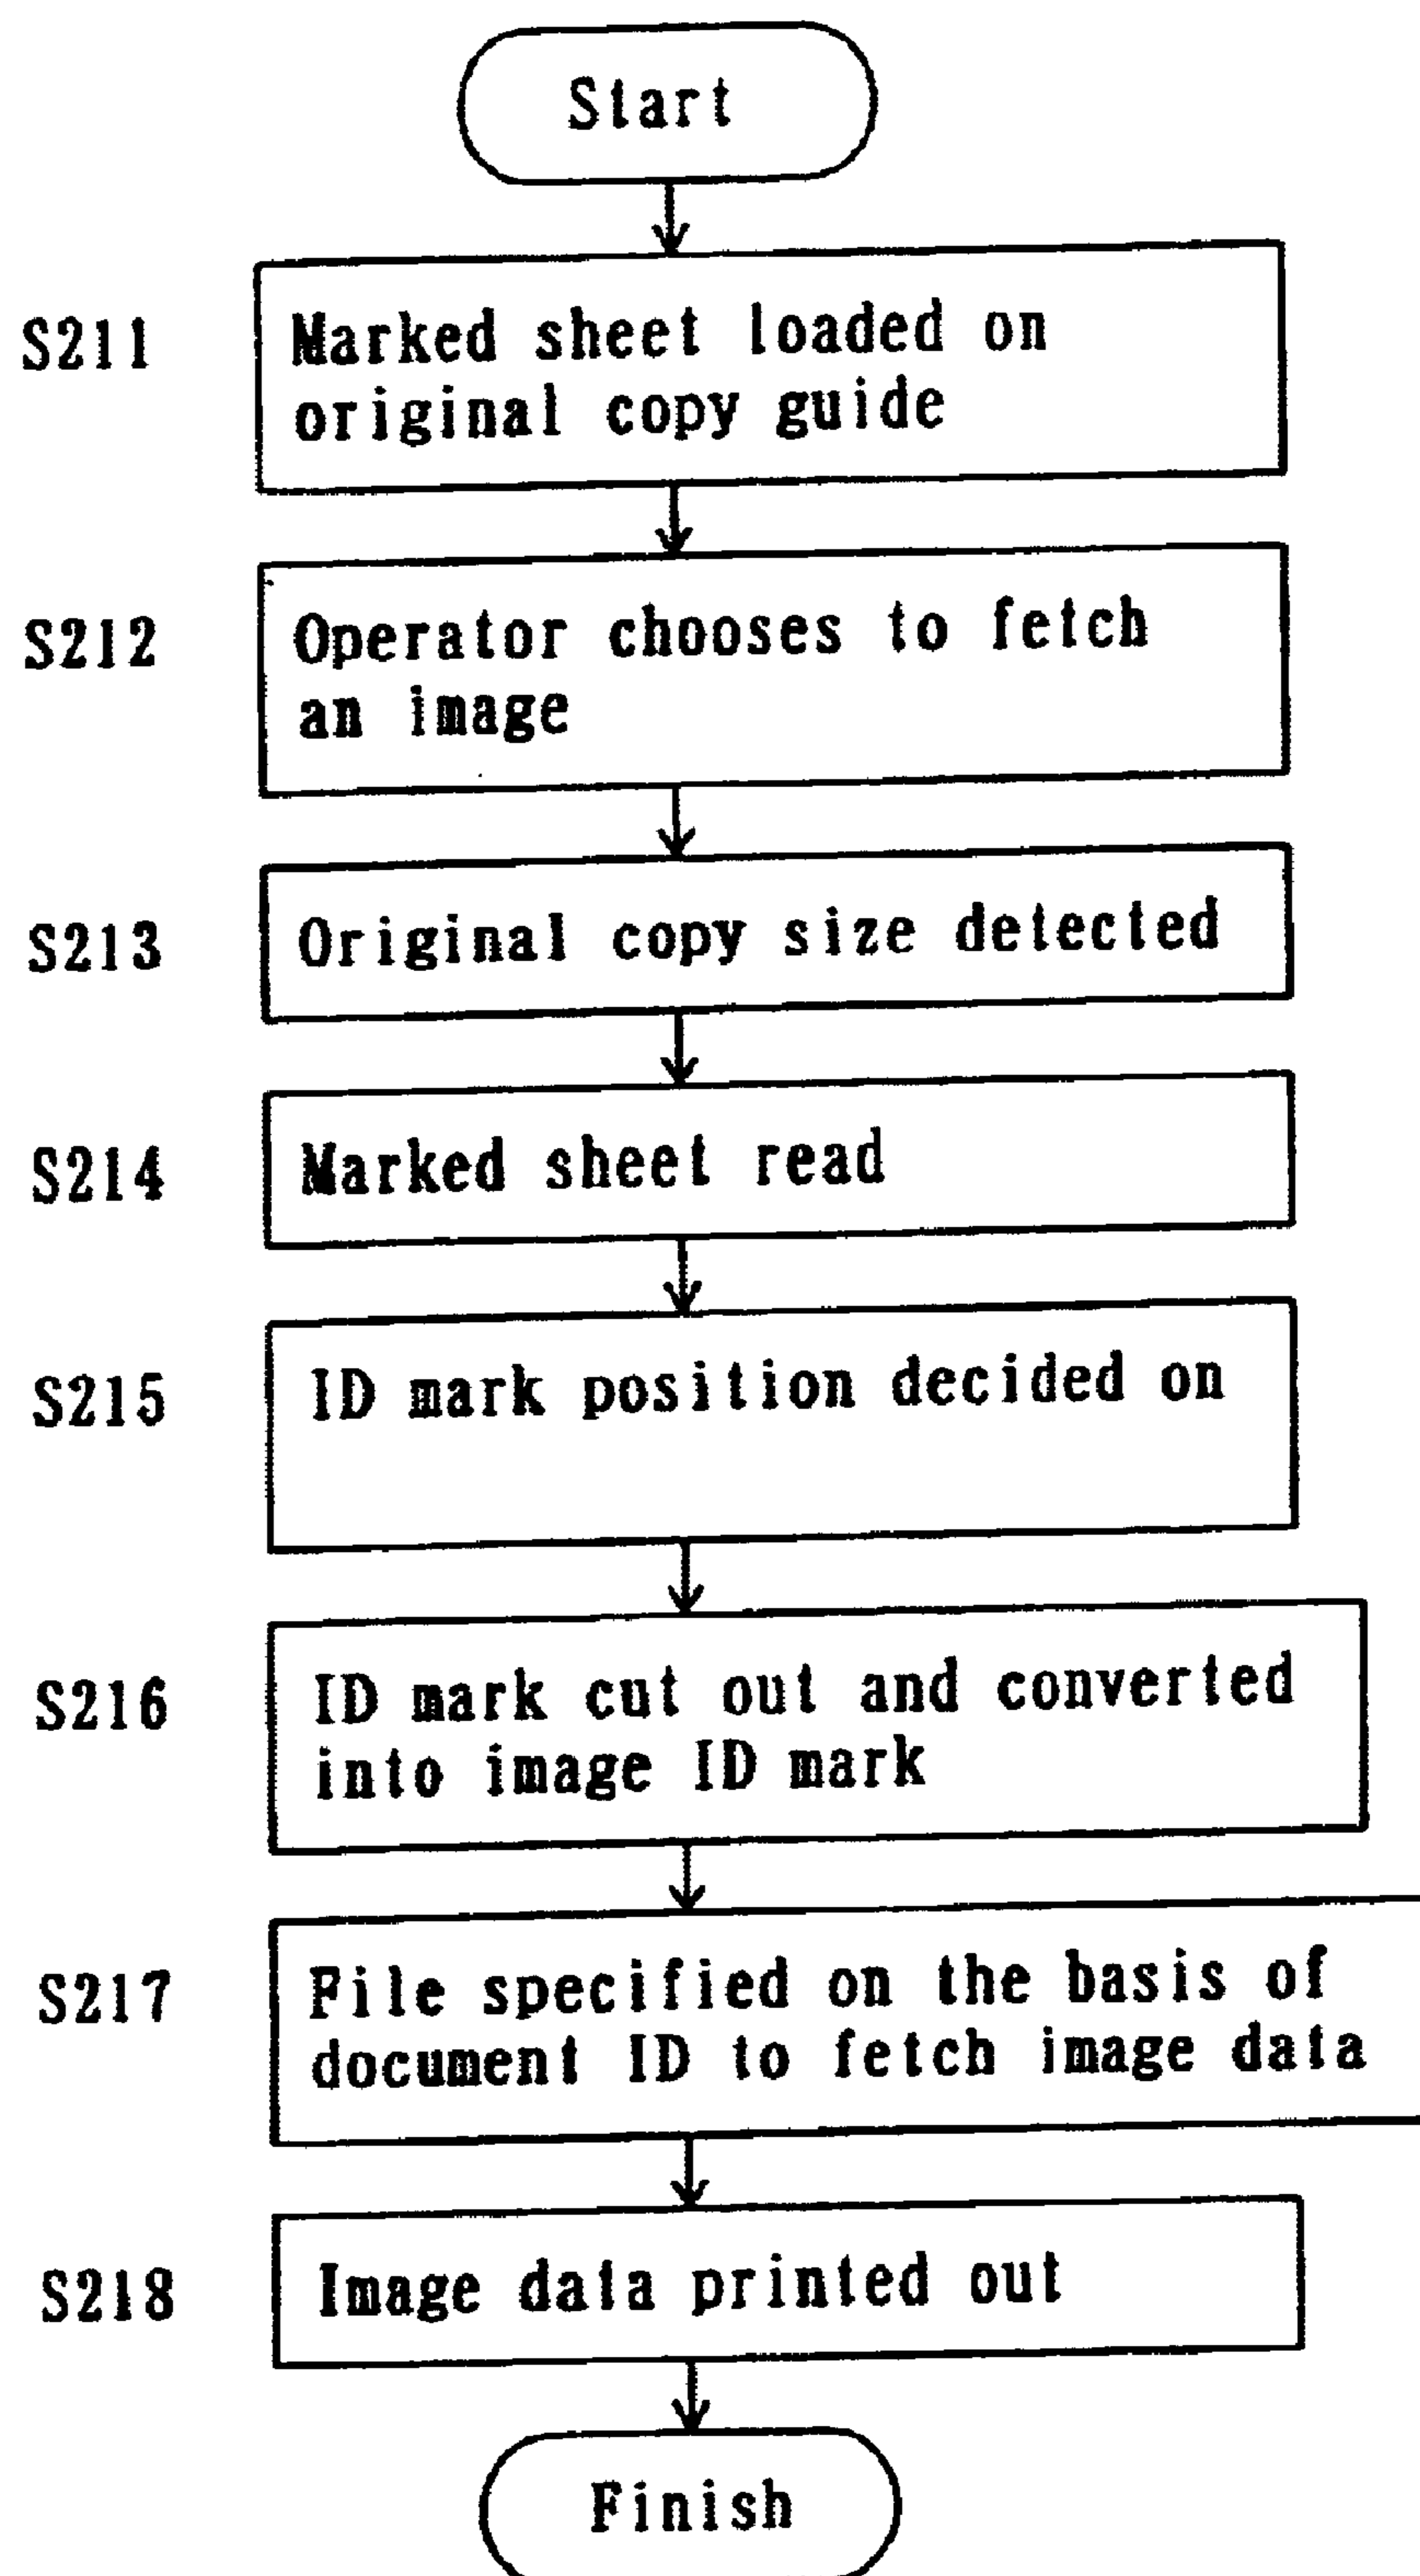 Start
S211
Marked sheet loaded on
original copy guide
S212
Operator chooses to fetch
an image
S213
Original copy size detected
S214
Marked sheet read
S215
ID mark position decided on
S216
ID mark cut out and converted
into image ID mark
S217
File specified on the basis of
document ID to fetch image data
S218
Image data printed out
Finish